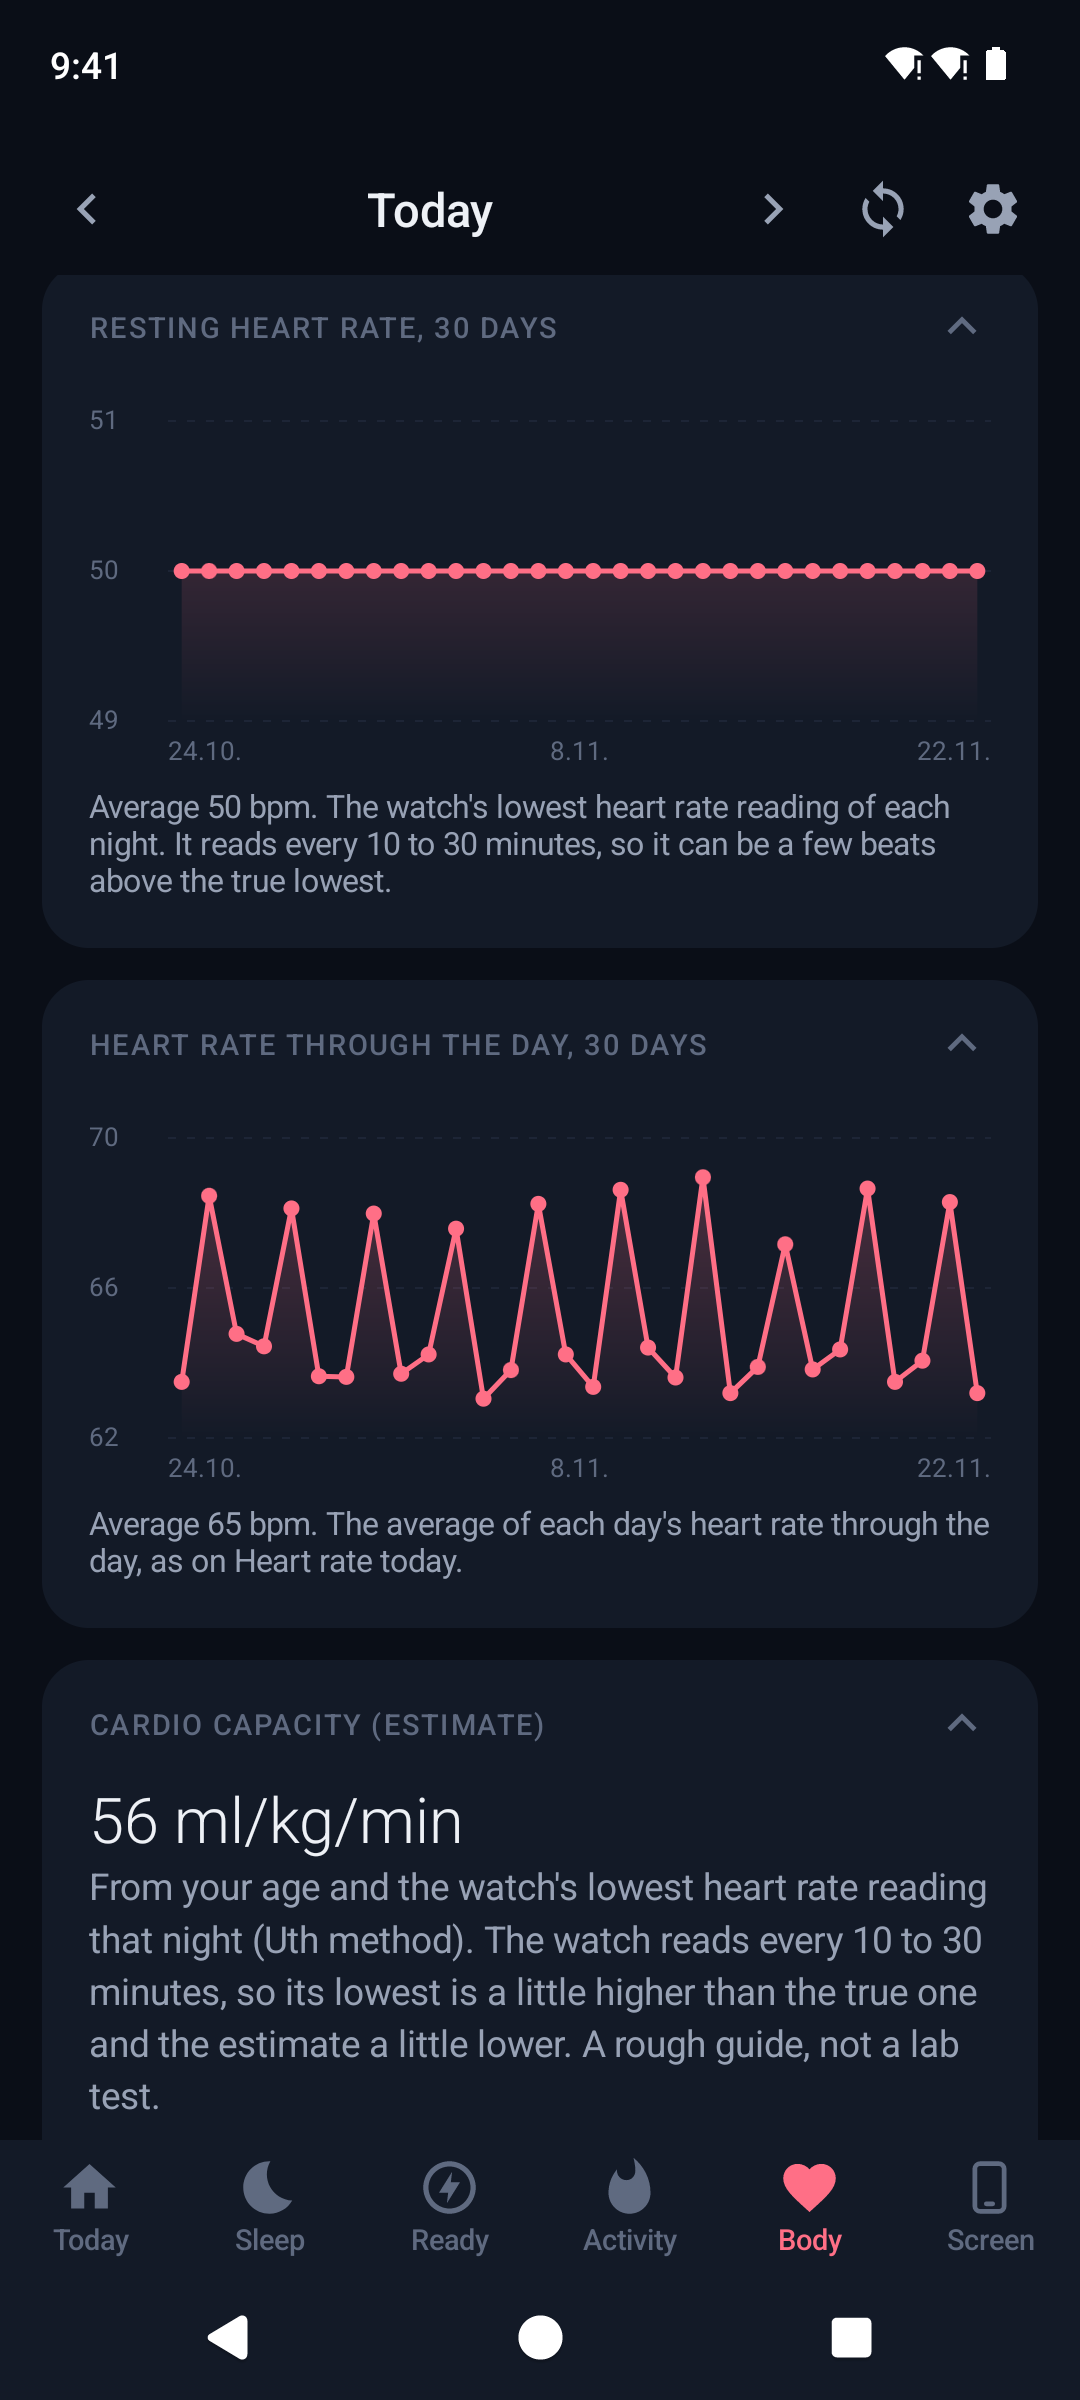 9:41
Today
RESTING HEART RATE, 30 DAYS
51
50
49
24.10.
8.11.
22.11.
Average 50 bpm. The watch's lowest heart rate reading of each
night. It reads every 10 to 30 minutes, so it can be a few beats
above the true lowest.
HEART RATE THROUGH THE DAY, 30 DAYS
70
66
62
24.10.
8.11.
22.11.
Average 65 bpm. The average of each day's heart rate through the
day, as on Heart rate today.
CARDIO CAPACITY (ESTIMATE)
56 ml/kg/min
From your age and the watch's lowest heart rate reading
that night (Uth method). The watch reads every 10 to 30
minutes, so its lowest is a little higher than the true one
and the estimate a little lower. A rough guide, not a lab
test.
Today
Sleep
Ready
Activity
Body
Screen